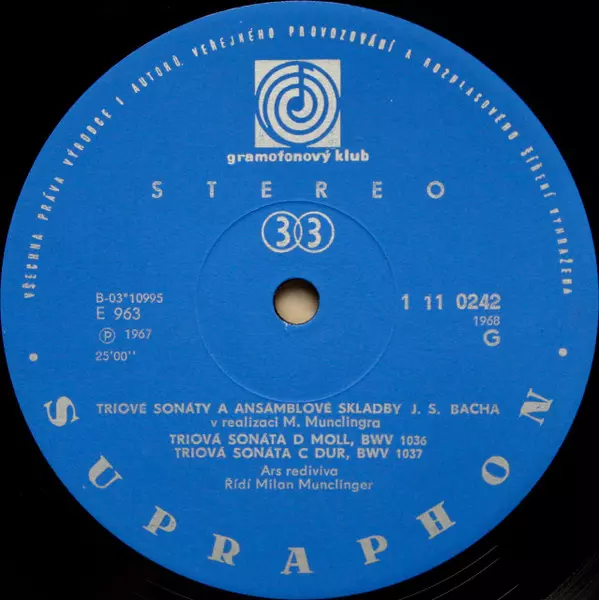 VŠECHNA PRÁVA VÝROBCE I AUTORŮ VEŘEJNÉHO PROVOZOVÁNÍ A ROZHLASOVÉHO ŠÍŘENÍ VYHRAŽENA
gramofonový klub
STEREO
33
B-03*10995
E 963
Ⓟ 1967
25'00''
1 11 0242
1968
G
TRIOVÉ SONÁTY A ANSÁMBLOVÉ SKLADBY J. S. BACHA
v realizaci M. Munclingra
TRIOVÁ SONÁTA D MOLL, BWV 1036
TRIOVÁ SONÁTA C DUR, BWV 1037
Ars rediviva
Řídí Milan Munclinger
• SUPRAPHON •